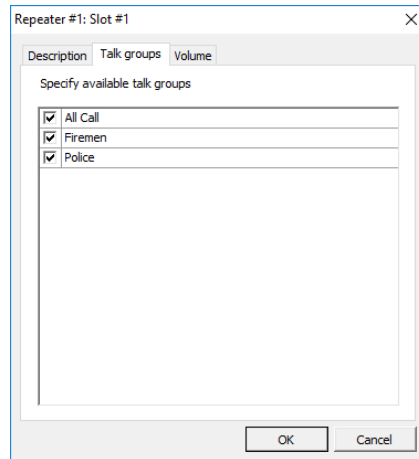 Repeater #1: Slot #1
Description Talk groups Volume
Specify available talk groups
All Call
Firemen
Police
OK Cancel